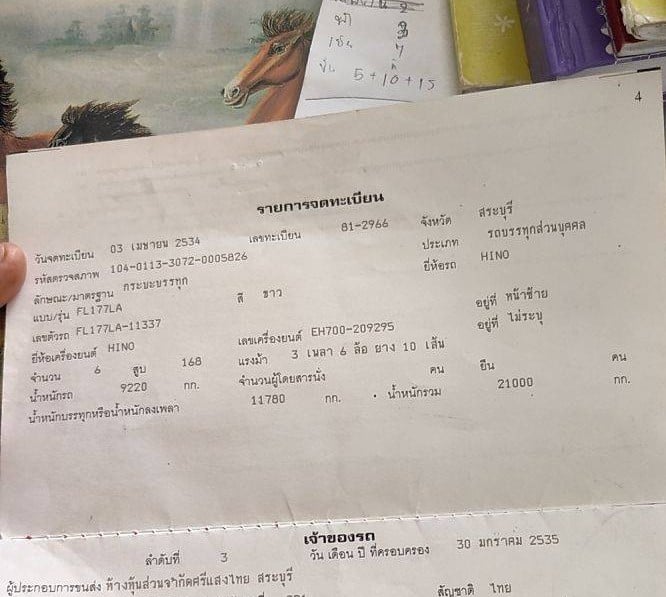 5+10+15
4
รายการจดทะเบียน
วันจดทะเบียน 03 เมษายน 2534 เลขทะเบียน 81-2966 จังหวัด สระบุรี
รหัสตรวจสภาพ 104-0113-3072-0005826 ประเภท รถบรรทุกส่วนบุคคล
ลักษณะ/มาตรฐาน กระบะบรรทุก ยี่ห้อรถ HINO
แบบ/รุ่น FL177LA สี ขาว
เลขตัวรถ FL177LA-11337 อยู่ที่ หน้าซ้าย
ยี่ห้อเครื่องยนต์ HINO เลขเครื่องยนต์ EH700-209295 อยู่ที่ ไม่ระบุ
จำนวน 6 สูบ 168 แรงม้า 3 เพลา 6 ล้อ ยาง 10 เส้น
น้ำหนักรถ 9220 กก. จำนวนผู้โดยสารนั่ง คน ยืน คน
น้ำหนักบรรทุกหรือน้ำหนักลงเพลา 11780 กก. น้ำหนักรวม 21000 กก.
เจ้าของรถ
ลำดับที่ 3 วัน เดือน ปี ที่ครอบครอง 30 มกราคม 2535
ผู้ประกอบการขนส่ง ห้างหุ้นส่วนจำกัดศรีแสงไทย สระบุรี
สัญชาติ ไทย